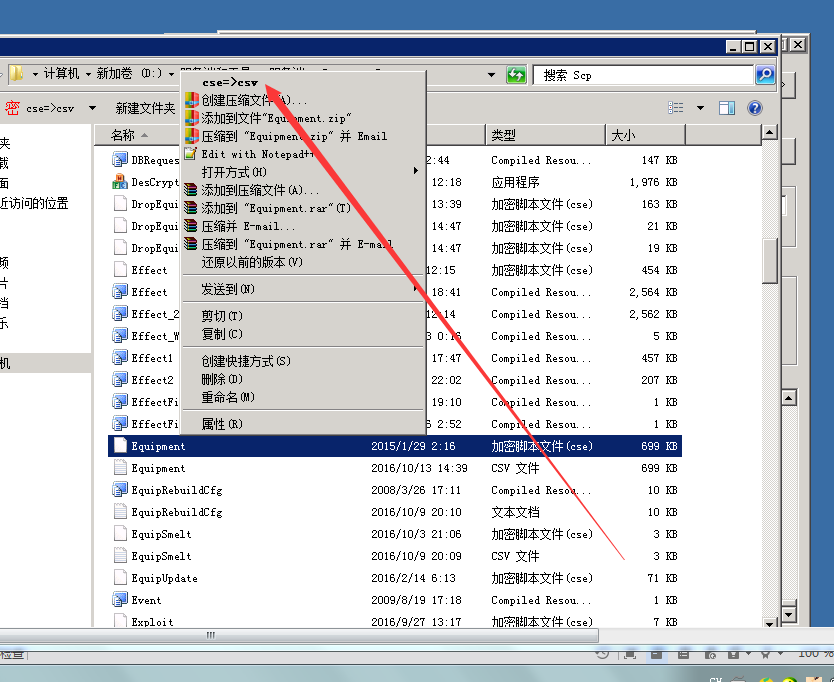 计算机 新加卷 (D:)
搜索 Scp
密 cse=>csv 新建文件夹
名称 类型 大小
cse=>csv
创建压缩文件(A)...
添加到文件"Equipment.zip"
压缩到 "Equipment.zip" 并 Email
Edit with Notepad++
打开方式(H)
添加到压缩文件(A)...
添加到 "Equipment.rar"(T)
压缩并 E-mail...
压缩到 "Equipment.rar" 并 E-mail
还原以前的版本(V)
发送到(N)
剪切(T)
复制(C)
创建快捷方式(S)
删除(D)
重命名(M)
属性(R)
近访问的位置
DBReques 2:44 Compiled Resou... 147 KB
DesCrypt 12:18 应用程序 1,976 KB
DropEqui 13:39 加密脚本文件(cse) 163 KB
DropEqui 14:47 加密脚本文件(cse) 21 KB
DropEqui 14:47 加密脚本文件(cse) 19 KB
Effect 12:15 加密脚本文件(cse) 454 KB
Effect 18:41 Compiled Resou... 2,564 KB
Effect_2 12:14 Compiled Resou... 2,562 KB
Effect_W 3 0:16 Compiled Resou... 5 KB
Effect1 17:47 Compiled Resou... 457 KB
Effect2 22:02 Compiled Resou... 207 KB
EffectFi 19:10 Compiled Resou... 1 KB
EffectFi 6 2:52 Compiled Resou... 1 KB
Equipment 2015/1/29 2:16 加密脚本文件(cse) 699 KB
Equipment 2016/10/13 14:39 CSV 文件 699 KB
EquipRebuildCfg 2008/3/26 17:11 Compiled Resou... 10 KB
EquipRebuildCfg 2016/10/9 20:10 文本文档 10 KB
EquipSmelt 2016/10/3 21:06 加密脚本文件(cse) 3 KB
EquipSmelt 2016/10/9 20:09 CSV 文件 3 KB
EquipUpdate 2016/2/14 6:13 加密脚本文件(cse) 71 KB
Event 2009/8/19 17:18 Compiled Resou... 1 KB
Exploit 2016/9/27 13:17 加密脚本文件(cse) 7 KB
检查
100 %